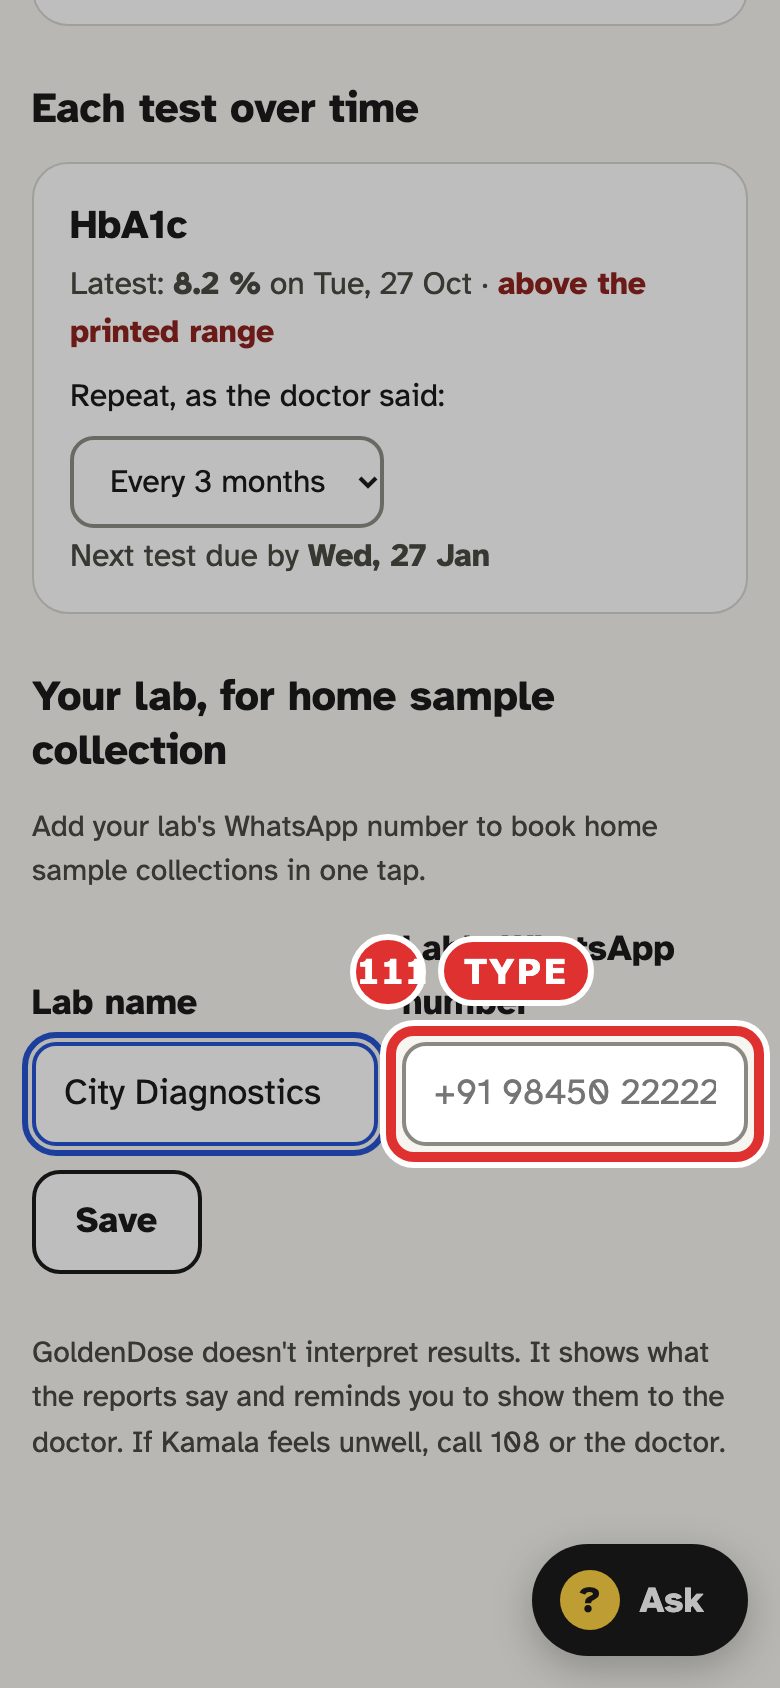 Each test over time
HbA1c
Latest: 8.2 % on Tue, 27 Oct · above the
printed range
Repeat, as the doctor said:
Every 3 months
Next test due by Wed, 27 Jan
Your lab, for home sample
collection
Add your lab's WhatsApp number to book home
sample collections in one tap.
111 TYPE
number
Lab name
City Diagnostics
+91 98450 22222
Save
GoldenDose doesn't interpret results. It shows what
the reports say and reminds you to show them to the
doctor. If Kamala feels unwell, call 108 or the doctor.
? Ask